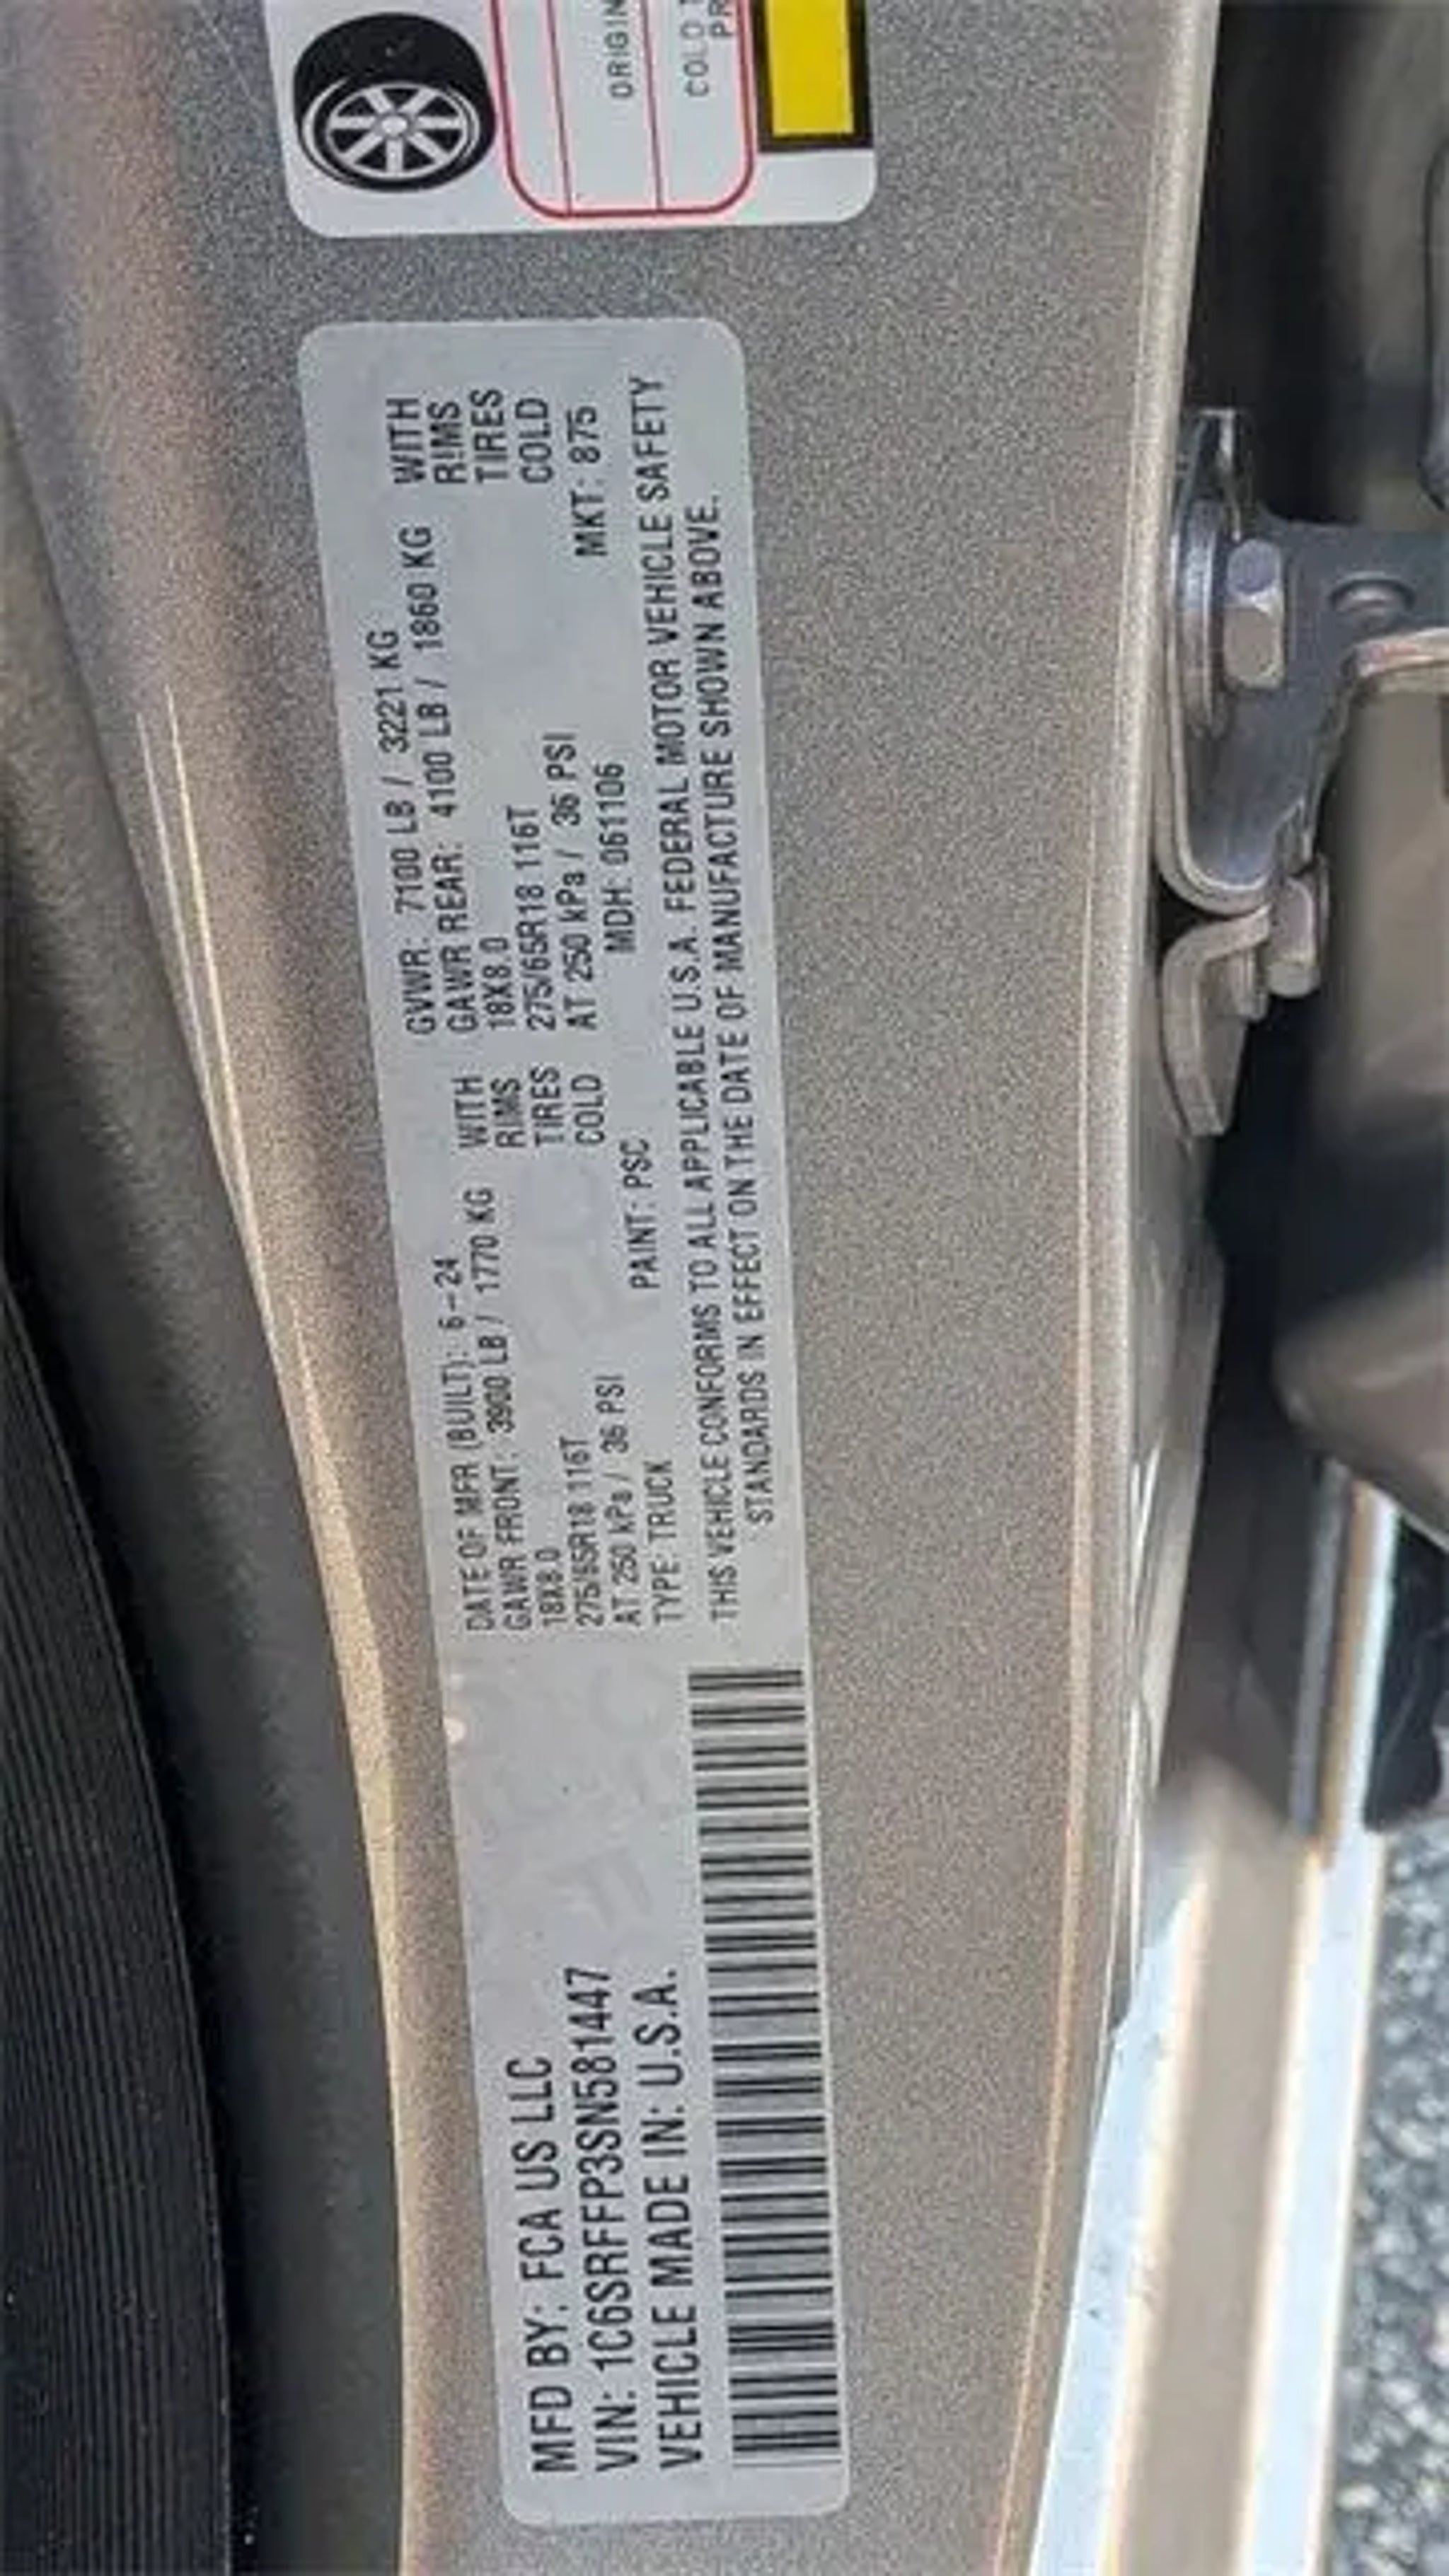 MFD BY: FCA US LLC
VIN: 1C6SRFFP3SN581447
VEHICLE MADE IN: U.S.A.
DATE OF MFR (BUILT): 6-24 GVWR: 7100 LB / 3221 KG
GAWR FRONT: 3900 LB / 1770 KG WITH GAWR REAR: 4100 LB / 1860 KG WITH
18X8.0 RIMS 18X8.0 RIMS
275/65R18 116T TIRES 275/65R18 116T TIRES
AT 250 kPa / 36 PSI COLD AT 250 kPa / 36 PSI COLD
TYPE: TRUCK PAINT: PSC MDH: 061106 MKT: 875
THIS VEHICLE CONFORMS TO ALL APPLICABLE U.S.A. FEDERAL MOTOR VEHICLE SAFETY
STANDARDS IN EFFECT ON THE DATE OF MANUFACTURE SHOWN ABOVE.
ORIGIN
COLD